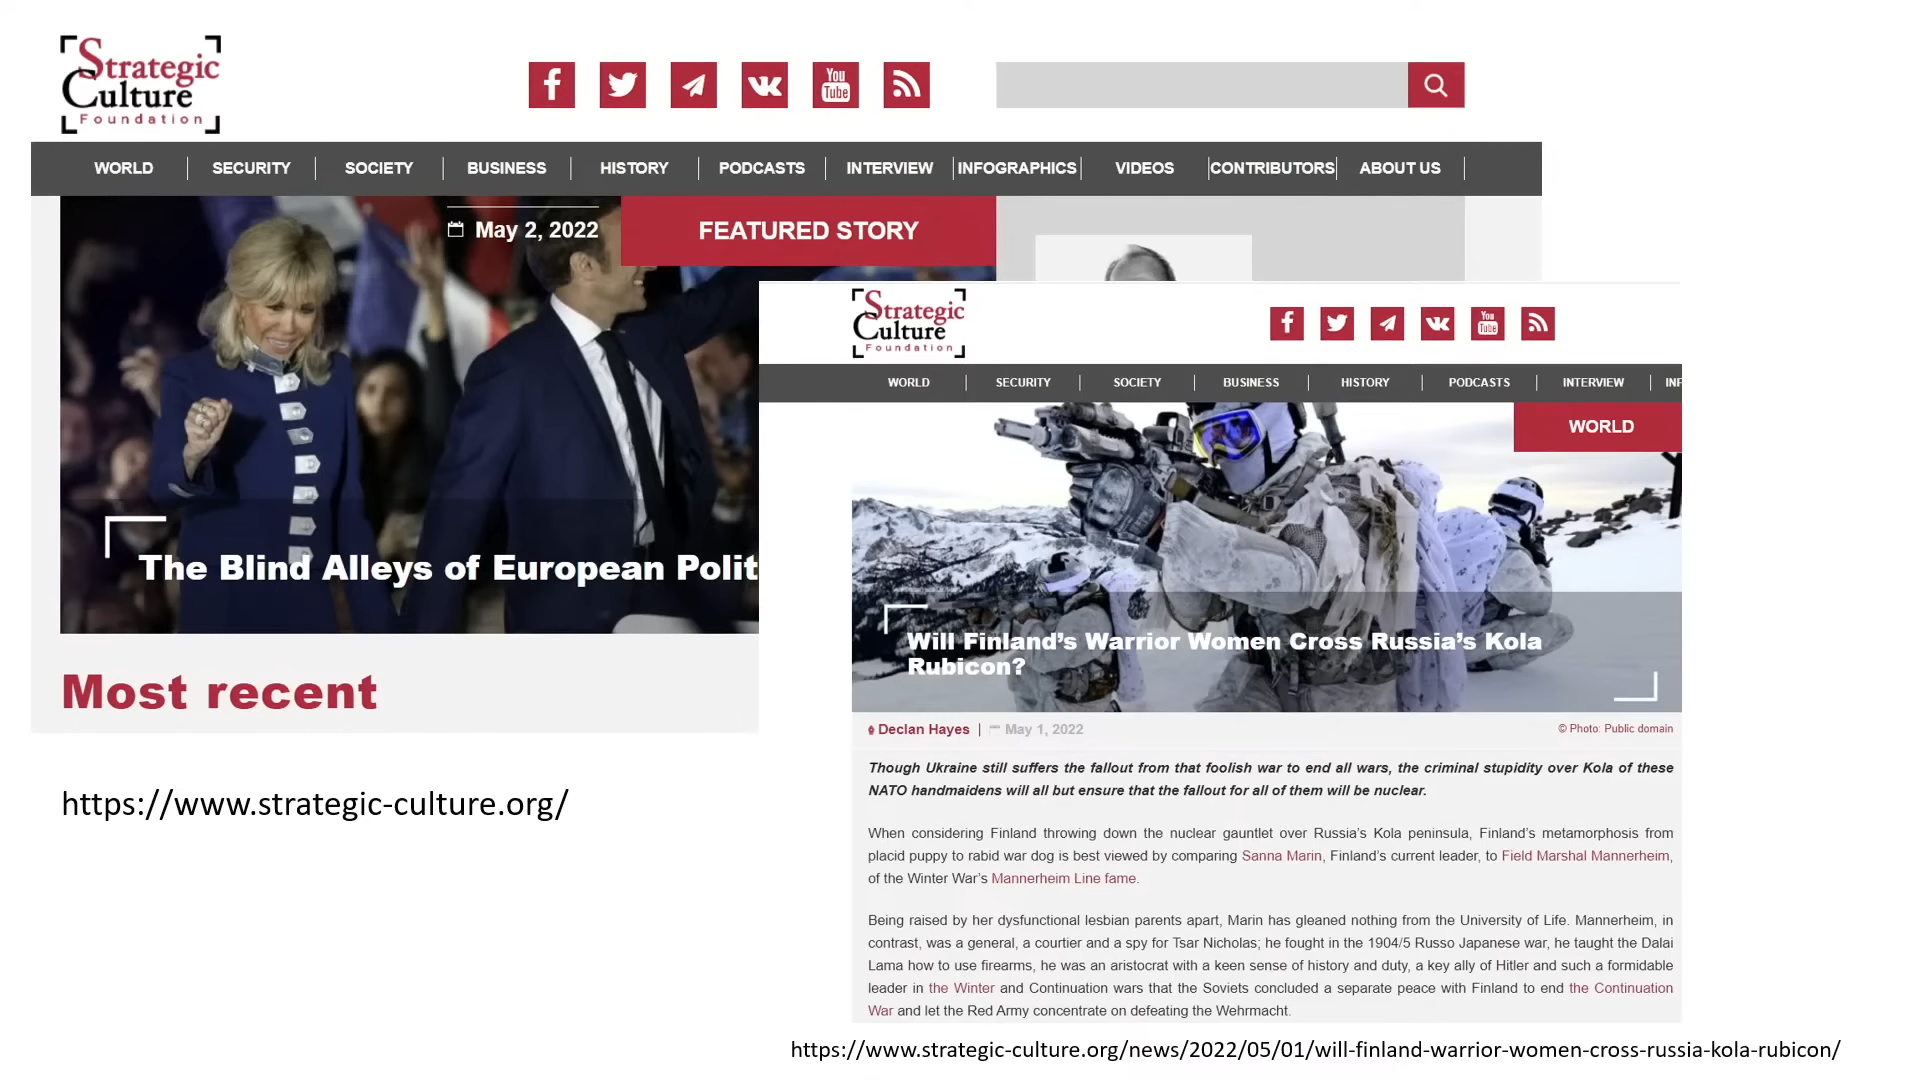 Strategic
Culture
Foundation
You
Tube
WORLD SECURITY SOCIETY BUSINESS HISTORY PODCASTS INTERVIEW INFOGRAPHICS VIDEOS CONTRIBUTORS ABOUT US
May 2, 2022
FEATURED STORY
The Blind Alleys of European Polit
Most recent
https://www.strategic-culture.org/
Strategic
Culture
Foundation
You
Tube
WORLD SECURITY SOCIETY BUSINESS HISTORY PODCASTS INTERVIEW INF
WORLD
Will Finland’s Warrior Women Cross Russia’s Kola
Rubicon?
Declan Hayes | May 1, 2022
© Photo: Public domain
Though Ukraine still suffers the fallout from that foolish war to end all wars, the criminal stupidity over Kola of these
NATO handmaidens will all but ensure that the fallout for all of them will be nuclear.
When considering Finland throwing down the nuclear gauntlet over Russia’s Kola peninsula, Finland’s metamorphosis from
placid puppy to rabid war dog is best viewed by comparing Sanna Marin, Finland’s current leader, to Field Marshal Mannerheim,
of the Winter War’s Mannerheim Line fame.
Being raised by her dysfunctional lesbian parents apart, Marin has gleaned nothing from the University of Life. Mannerheim, in
contrast, was a general, a courtier and a spy for Tsar Nicholas; he fought in the 1904/5 Russo Japanese war, he taught the Dalai
Lama how to use firearms, he was an aristocrat with a keen sense of history and duty, a key ally of Hitler and such a formidable
leader in the Winter and Continuation wars that the Soviets concluded a separate peace with Finland to end the Continuation
War and let the Red Army concentrate on defeating the Wehrmacht.
https://www.strategic-culture.org/news/2022/05/01/will-finland-warrior-women-cross-russia-kola-rubicon/